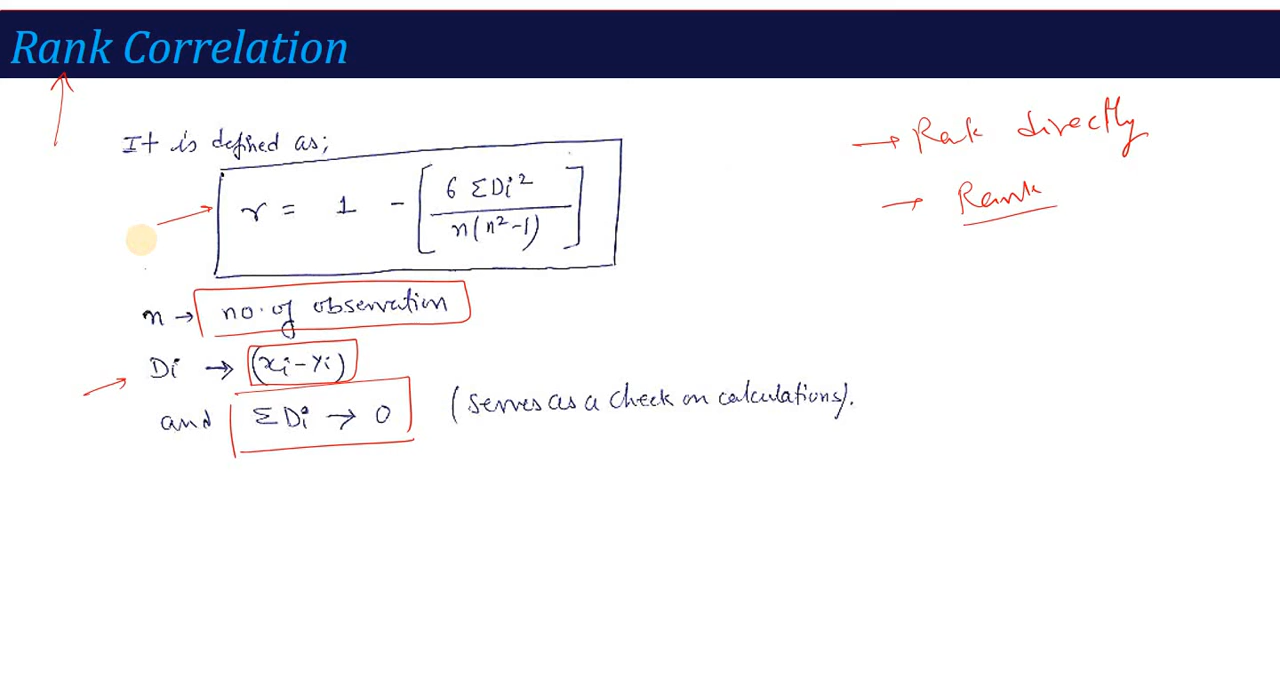 Rank Correlation
It is defined as;
r = 1 - [ 6 ΣDi² / n(n²-1) ]
n → no. of observation
Di → (xi - yi)
and ΣDi → 0 (serves as a check on calculations).
→ Rak directly
→ Rank